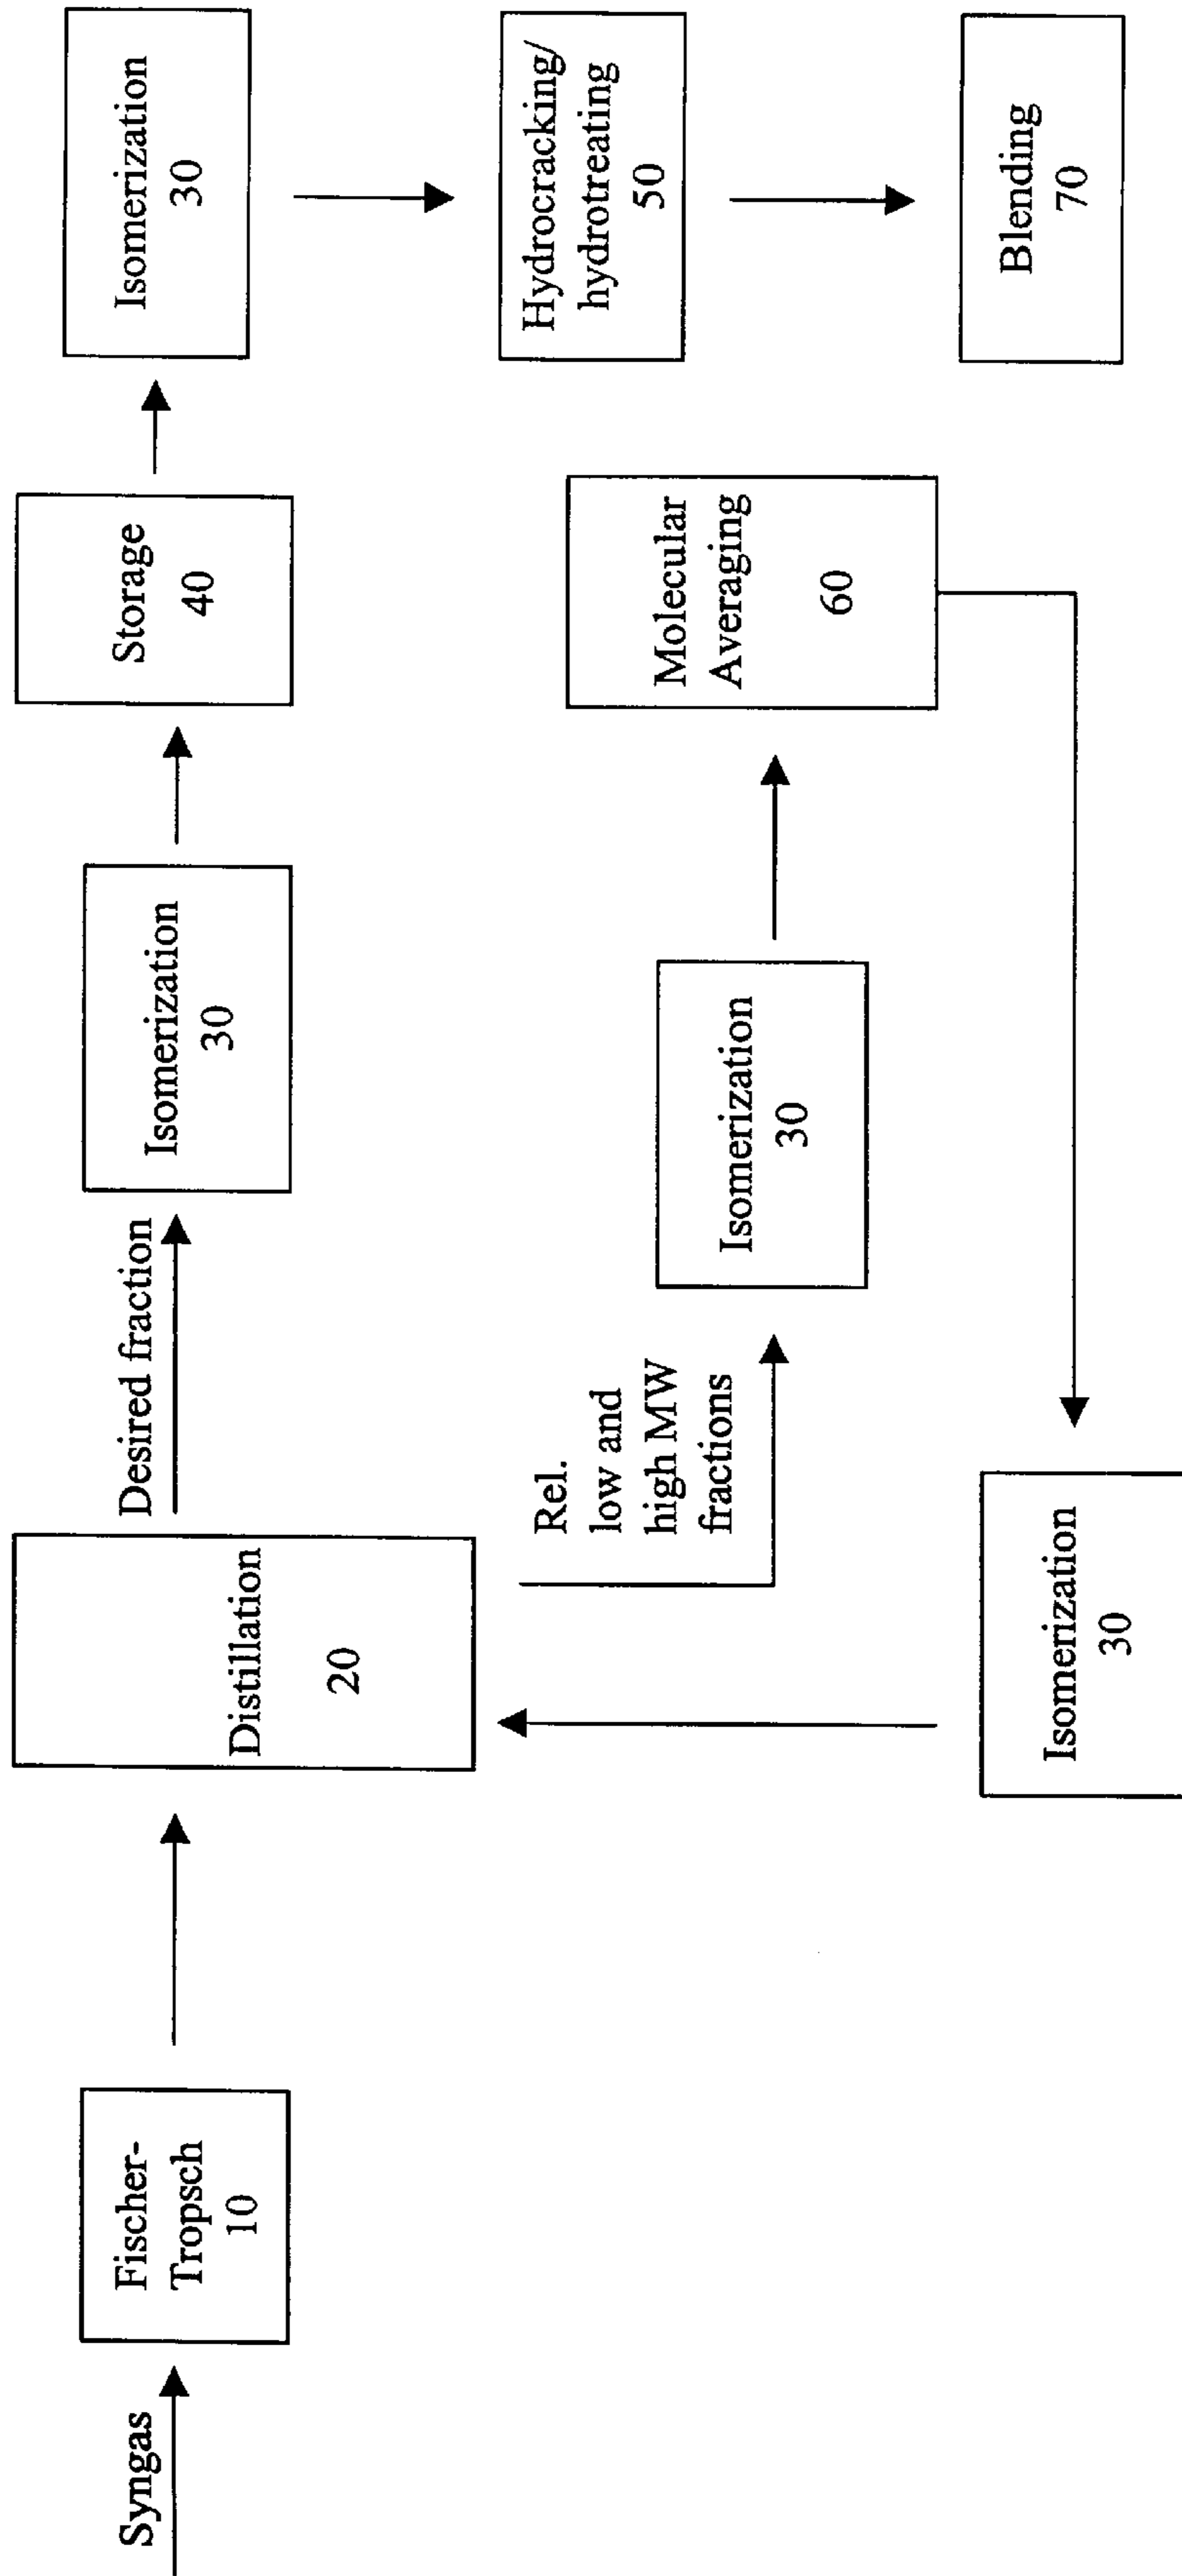 Syngas
Fischer-
Tropsch
10
Distillation
20
Desired fraction
Isomerization
30
Storage
40
Isomerization
30
Hydrocracking/
hydrotreating
50
Blending
70
Rel.
low and
high MW
fractions
Isomerization
30
Molecular
Averaging
60
Isomerization
30